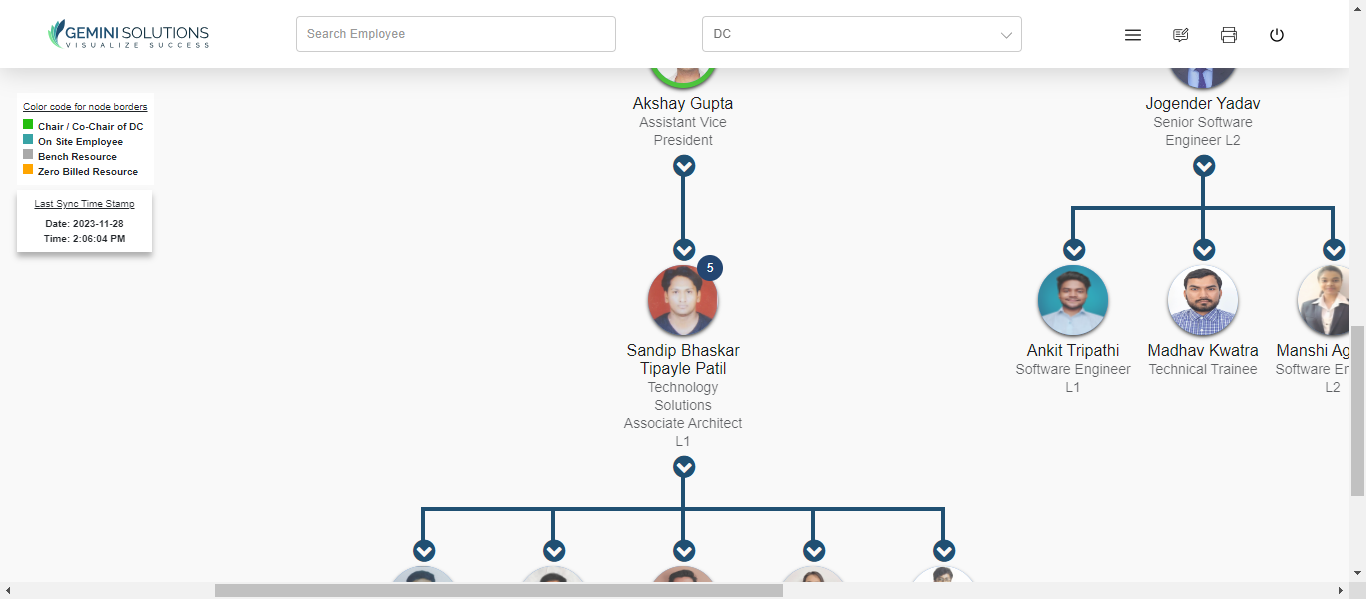 GEMINI SOLUTIONS
VISUALIZE SUCCESS
Search Employee
DC
Color code for node borders
Chair / Co-Chair of DC
On Site Employee
Bench Resource
Zero Billed Resource
Last Sync Time Stamp
Date: 2023-11-28
Time: 2:06:04 PM
Akshay Gupta
Assistant Vice
President
Jogender Yadav
Senior Software
Engineer L2
5
Sandip Bhaskar
Tipayle Patil
Technology
Solutions
Associate Architect
L1
Ankit Tripathi
Software Engineer
L1
Madhav Kwatra
Technical Trainee
Manshi Ag
Software Er
L2